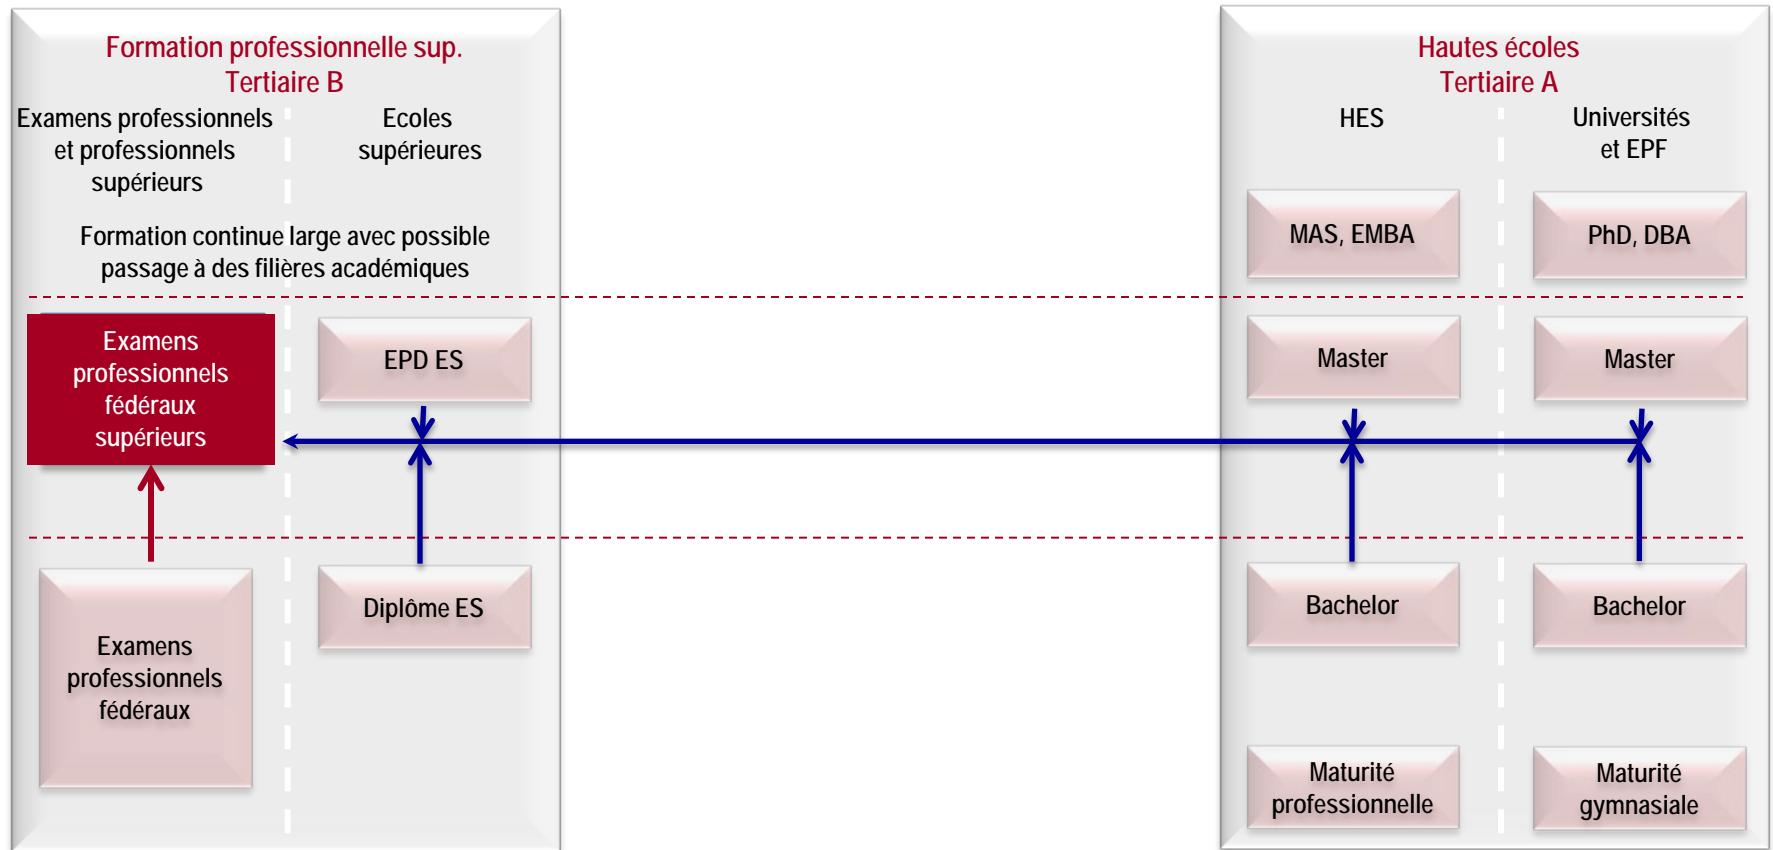 Formation professionnelle sup.
Tertiaire B
Examens professionnels
et professionnels
supérieurs
Ecoles
supérieures
Formation continue large avec possible
passage à des filières académiques
Examens
professionnels
fédéraux
supérieurs
EPD ES
Examens
professionnels
fédéraux
Diplôme ES
Hautes écoles
Tertiaire A
HES
Universités
et EPF
MAS, EMBA
PhD, DBA
Master
Master
Bachelor
Bachelor
Maturité
professionnelle
Maturité
gymnasiale